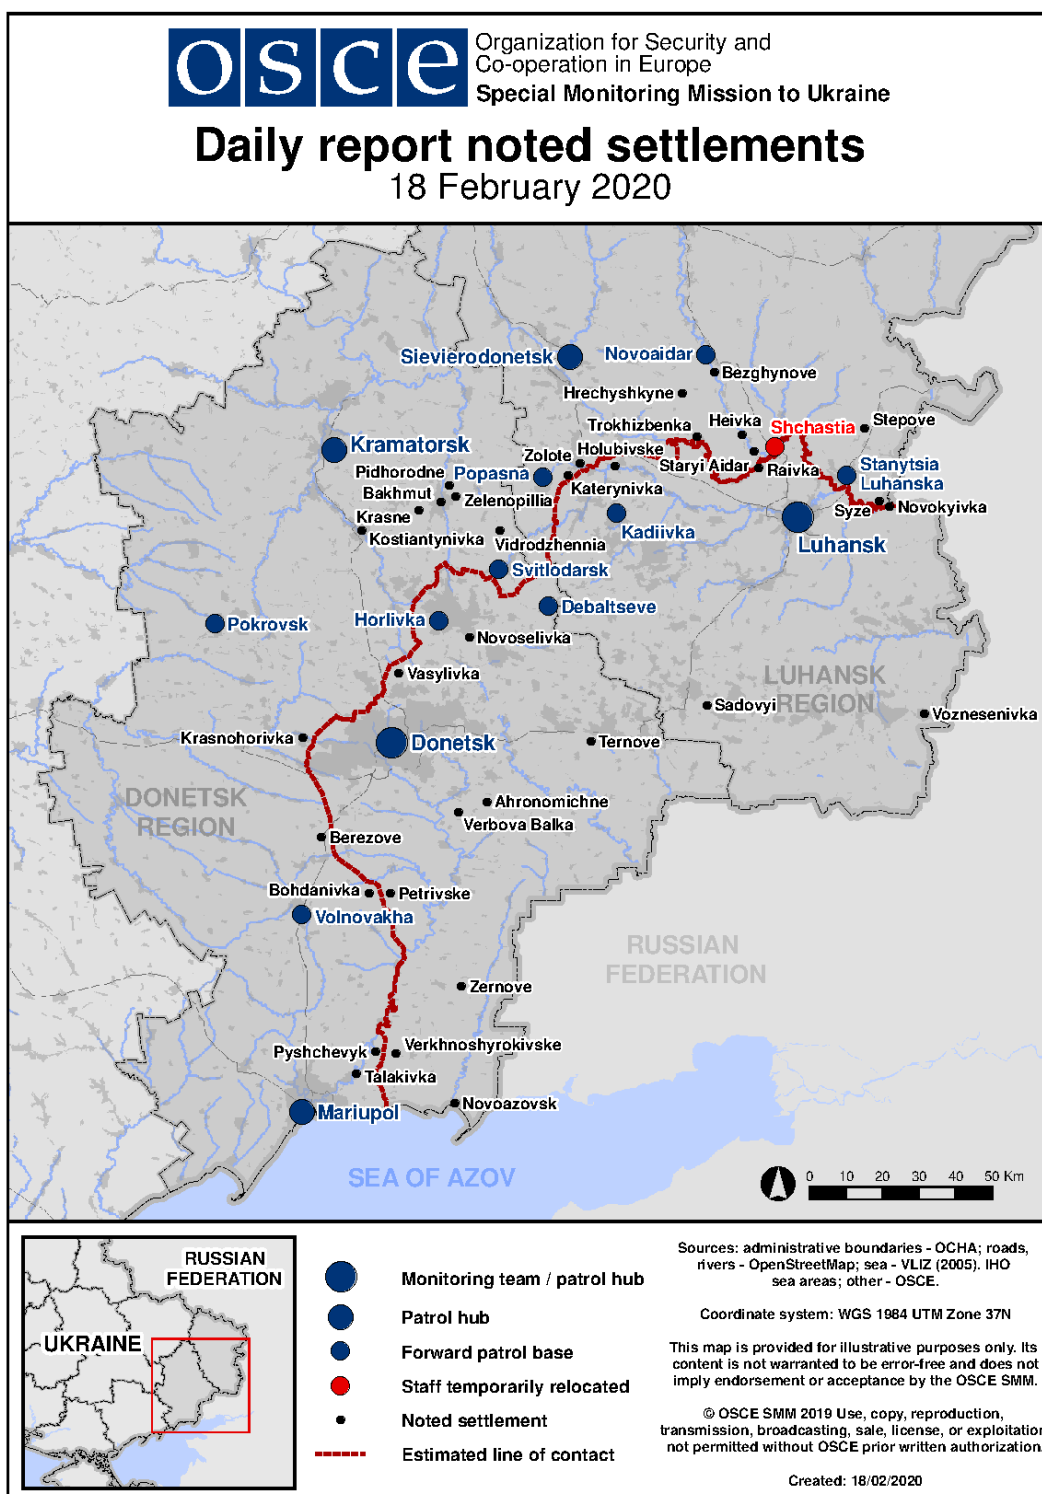 osce
Organization for Security and
Co-operation in Europe
Special Monitoring Mission to Ukraine
Daily report noted settlements
18 February 2020
Sievierodonetsk
Novoaidar
Bezghynove
Hrechyshkyne
Trokhizbenka
Heivka
Shchastia
Stepove
Kramatorsk
Zolote
Holubivske
Staryi Aidar
Raivka
Stanytsia
Luhanska
Pidhorodne
Popasna
Katerynivka
Bakhmut
Zelenopillia
Syze
Novokyivka
Krasne
Kostiantynivka
Vidrodzhennia
Kadiivka
Luhansk
Svitlodarsk
Debaltseve
Pokrovsk
Horlivka
Novoselivka
Vasylivka
LUHANSK
REGION
Sadovyi
Voznesenivka
Krasnohorivka
Donetsk
Ternove
DONETSK
REGION
Ahronomichne
Verbova Balka
Berezove
Bohdanivka
Petrivske
Volnovakha
RUSSIAN
FEDERATION
Zernove
Pyshchevyk
Verkhnoshyrokivske
Talakivka
Novoazovsk
Mariupol
SEA OF AZOV
0 10 20 30 40 50 Km
RUSSIAN
FEDERATION
UKRAINE
Monitoring team / patrol hub
Patrol hub
Forward patrol base
Staff temporarily relocated
Noted settlement
Estimated line of contact
Sources: administrative boundaries - OCHA; roads,
rivers - OpenStreetMap; sea - VLIZ (2005). IHO
sea areas; other - OSCE.
Coordinate system: WGS 1984 UTM Zone 37N
This map is provided for illustrative purposes only. Its
content is not warranted to be error-free and does not
imply endorsement or acceptance by the OSCE SMM.
© OSCE SMM 2019 Use, copy, reproduction,
transmission, broadcasting, sale, license, or exploitation
not permitted without OSCE prior written authorization.
Created: 18/02/2020